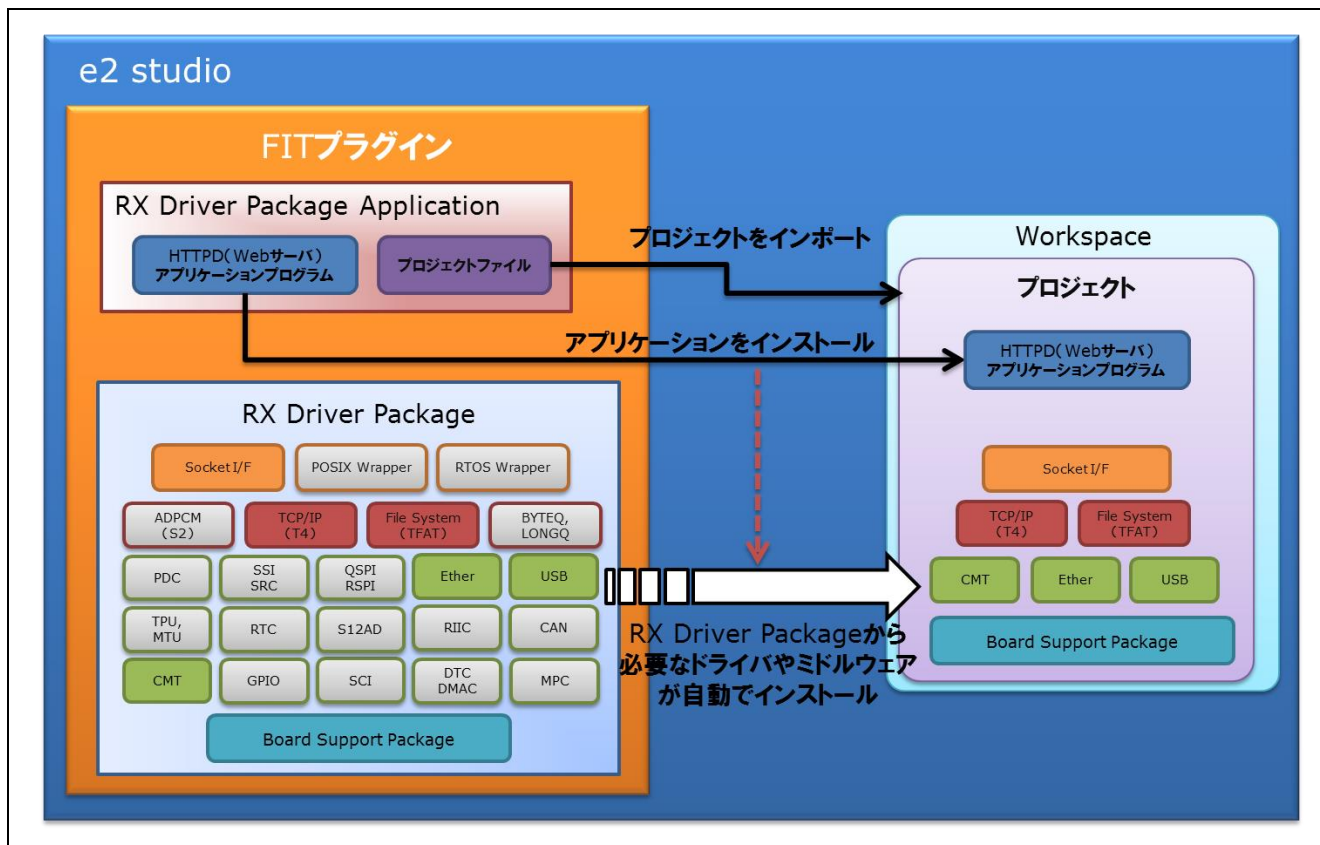 e2 studio
FITプラグイン
RX Driver Package Application
HTTPD(Webサーバ)
アプリケーションプログラム
プロジェクトファイル
プロジェクトをインポート
アプリケーションをインストール
RX Driver Package
Socket I/F
POSIX Wrapper
RTOS Wrapper
ADPCM
(S2)
TCP/IP
(T4)
File System
(TFAT)
BYTEQ,
LONGQ
PDC
SSI
SRC
QSPI
RSPI
Ether
USB
TPU,
MTU
RTC
S12AD
RIIC
CAN
CMT
GPIO
SCI
DTC
DMAC
MPC
Board Support Package
RX Driver Packageから
必要なドライバやミドルウェア
が自動でインストール
Workspace
プロジェクト
HTTPD(Webサーバ)
アプリケーションプログラム
Socket I/F
TCP/IP
(T4)
File System
(TFAT)
CMT
Ether
USB
Board Support Package